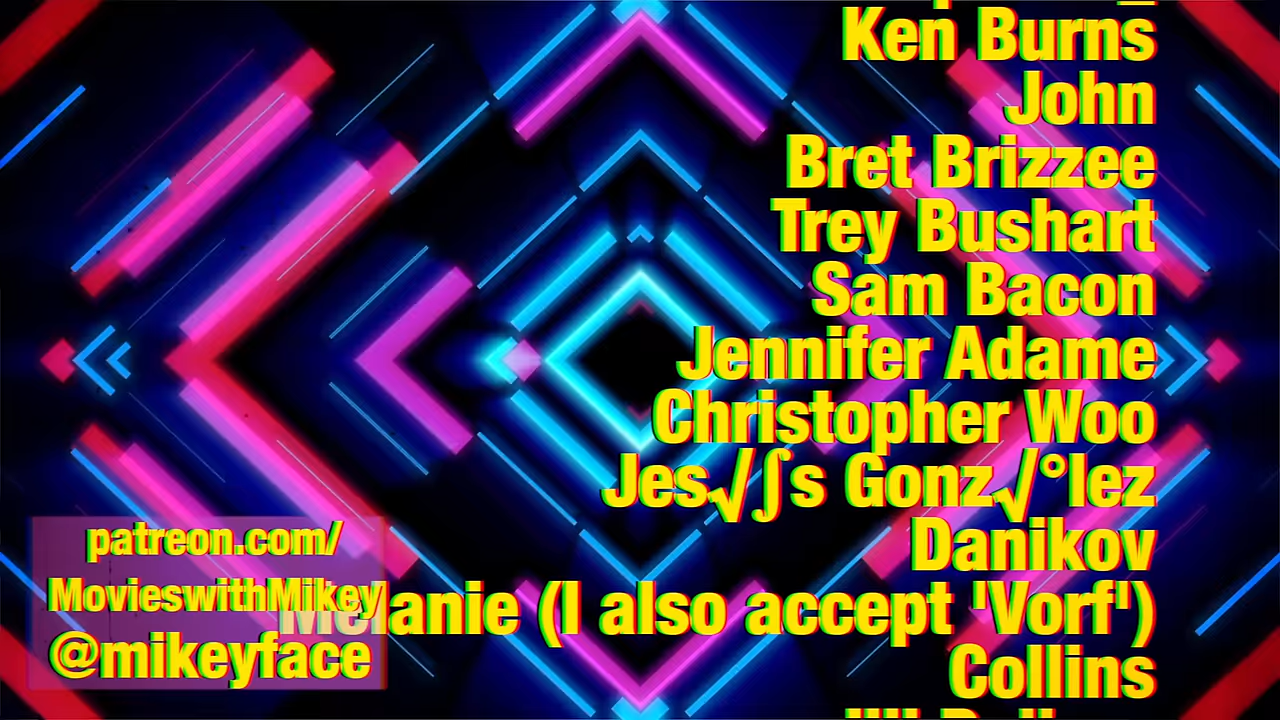 Ken Burns
John
Bret Brizzee
Trey Bushart
Sam Bacon
Jennifer Adame
Christopher Woo
Jes√∫s Gonz√°lez
Danikov
Melanie (I also accept 'Vorf')
Collins
patreon.com/
MovieswithMikey
@mikeyface